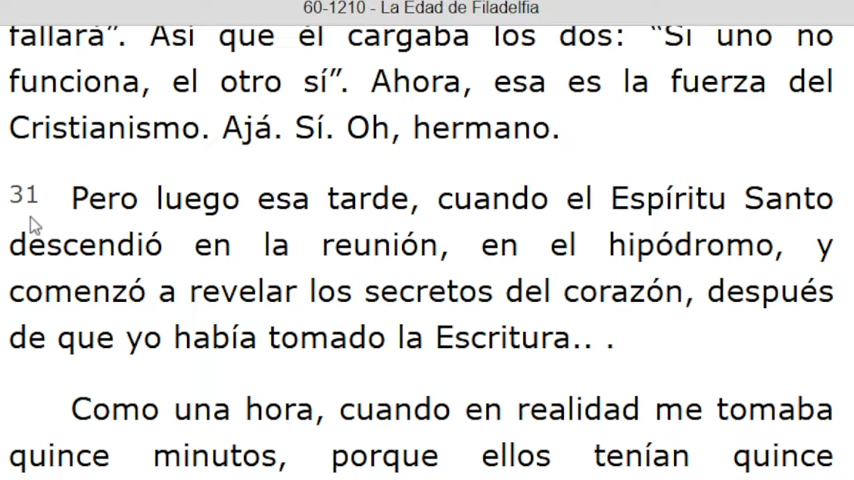 60-1210 - La Edad de Filadelfia
fallará”. Así que él cargaba los dos: “Si uno no
funciona, el otro sí”. Ahora, esa es la fuerza del
Cristianismo. Ajá. Sí. Oh, hermano.
31 Pero luego esa tarde, cuando el Espíritu Santo
descendió en la reunión, en el hipódromo, y
comenzó a revelar los secretos del corazón, después
de que yo había tomado la Escritura.. .
Como una hora, cuando en realidad me tomaba
quince minutos, porque ellos tenían quince